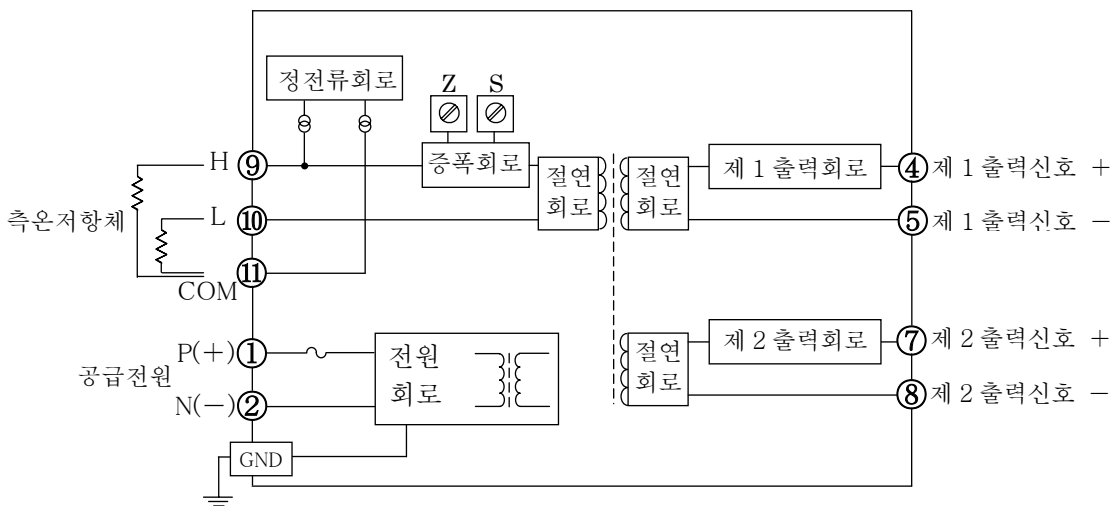 정전류회로
Z S
H ⑨
증폭회로
절연
회로
절연
회로
제 1 출력회로
④ 제 1 출력신호 +
측온저항체
L ⑩
⑤ 제 1 출력신호 −
⑪
COM
P(+) ①
공급전원
N(−) ②
전원
회로
절연
회로
제 2 출력회로
⑦ 제 2 출력신호 +
⑧ 제 2 출력신호 −
GND